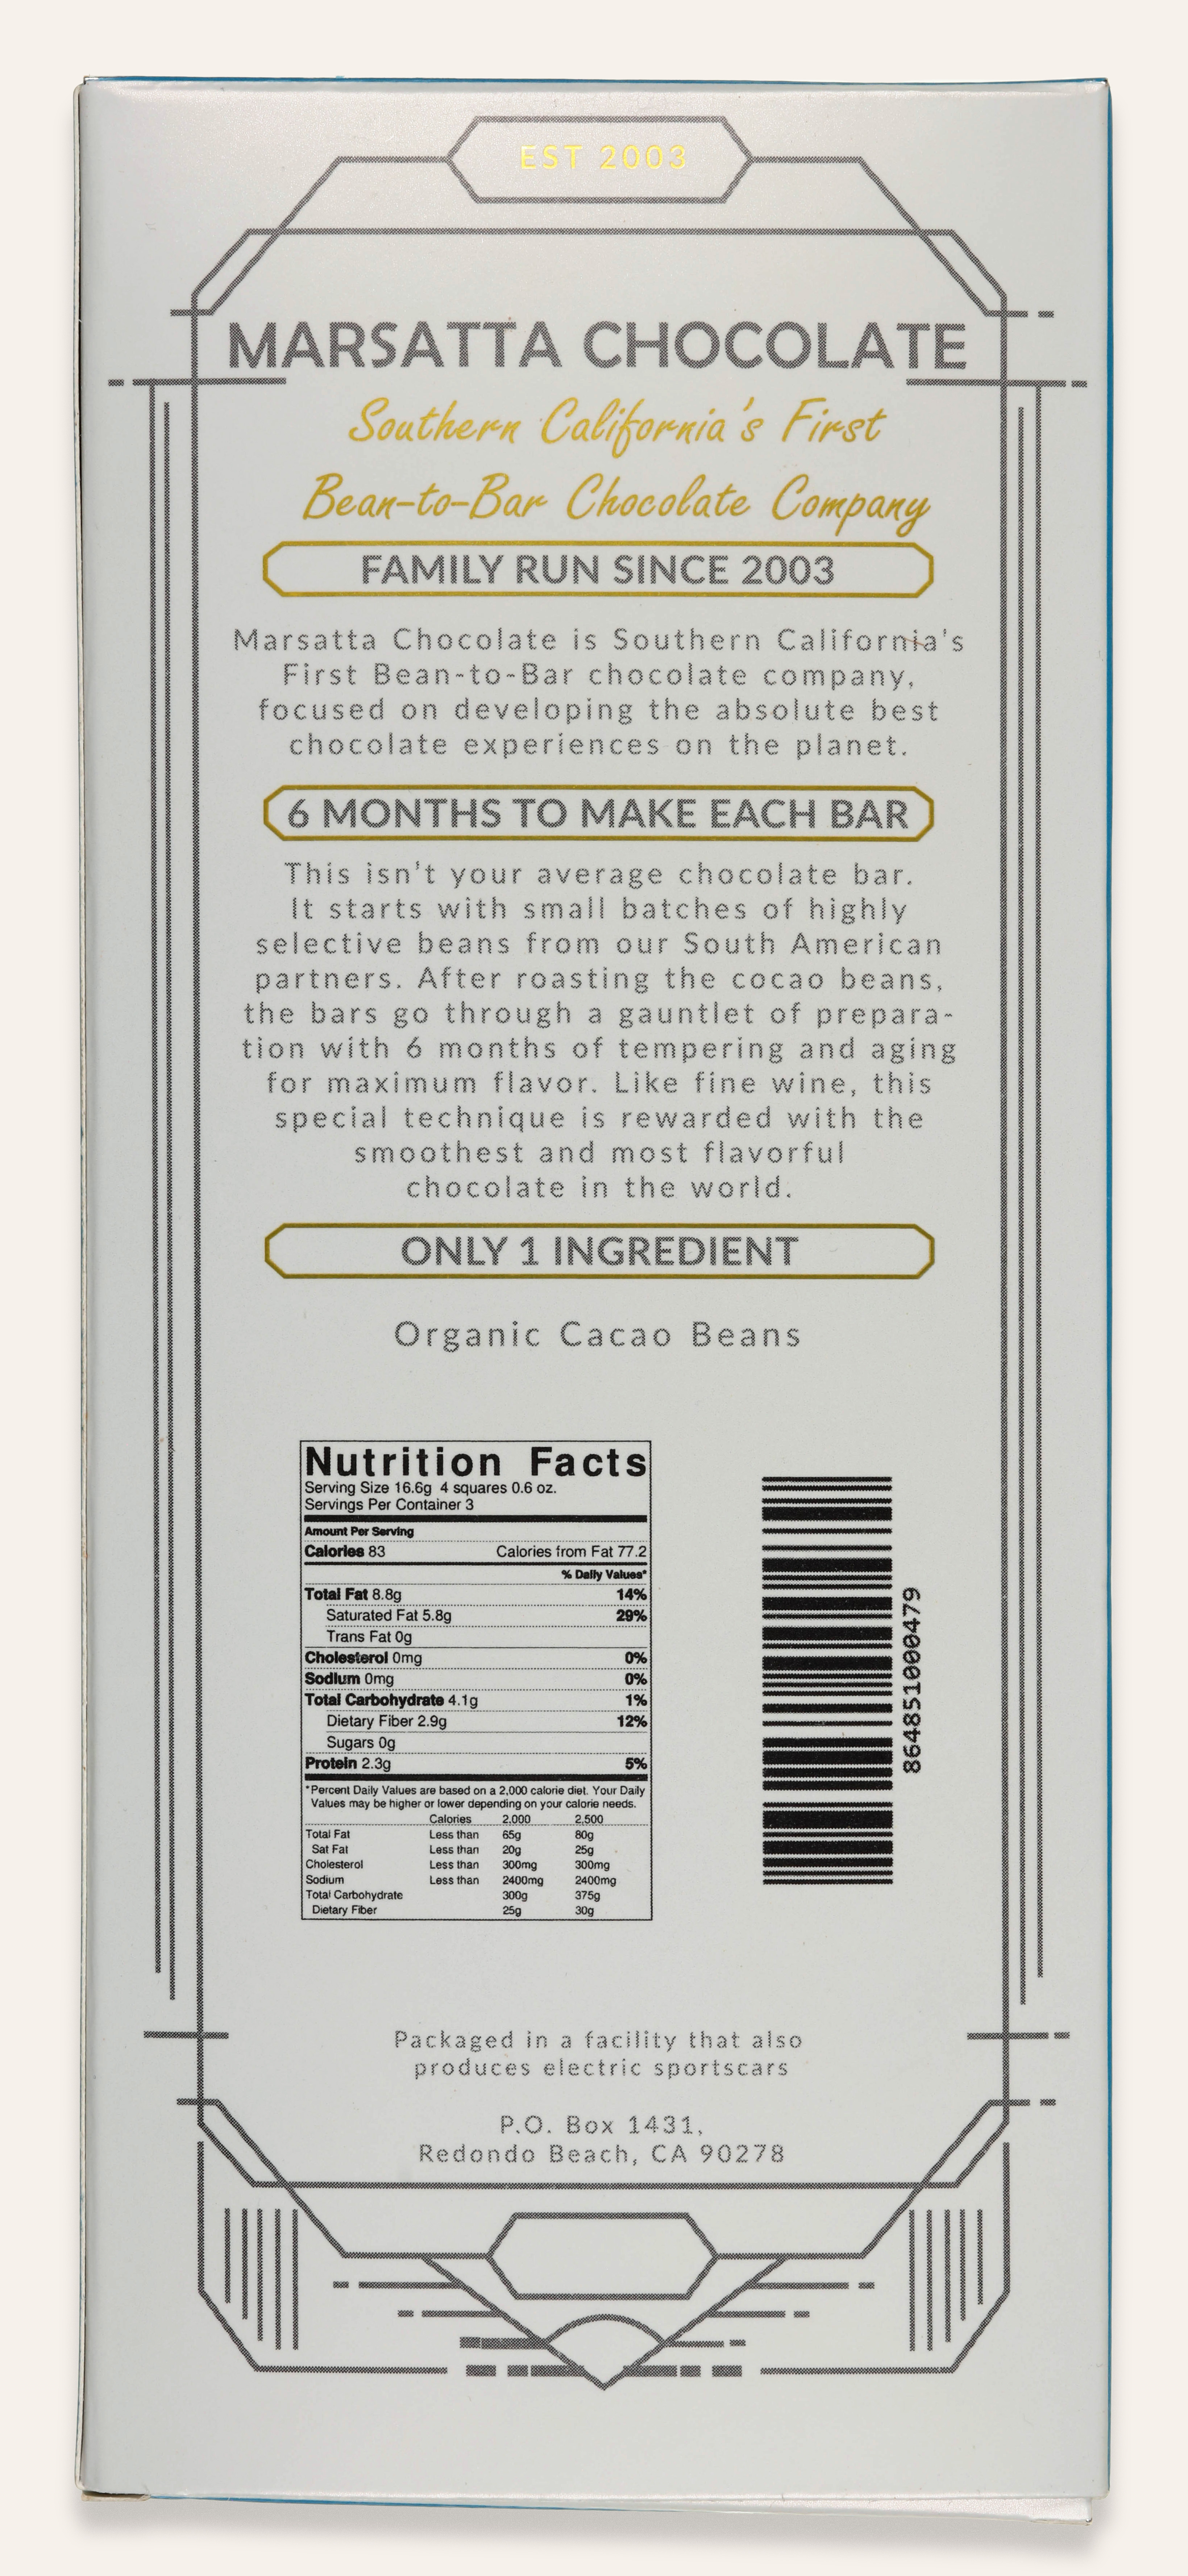 EST 2003
MARSATTA CHOCOLATE
Southern California's First
Bean-to-Bar Chocolate Company
FAMILY RUN SINCE 2003
Marsatta Chocolate is Southern California's
First Bean-to-Bar chocolate company,
focused on developing the absolute best
chocolate experiences on the planet.
6 MONTHS TO MAKE EACH BAR
This isn't your average chocolate bar.
It starts with small batches of highly
selective beans from our South American
partners. After roasting the cocao beans,
the bars go through a gauntlet of prepara-
tion with 6 months of tempering and aging
for maximum flavor. Like fine wine, this
special technique is rewarded with the
smoothest and most flavorful
chocolate in the world.
ONLY 1 INGREDIENT
Organic Cacao Beans
Nutrition Facts
Serving Size 16.6g 4 squares 0.6 oz.
Servings Per Container 3
Amount Per Serving
Calories 83 Calories from Fat 77.2
% Daily Values*
Total Fat 8.8g 14%
Saturated Fat 5.8g 29%
Trans Fat 0g
Cholesterol 0mg 0%
Sodium 0mg 0%
Total Carbohydrate 4.1g 1%
Dietary Fiber 2.9g 12%
Sugars 0g
Protein 2.3g 5%
*Percent Daily Values are based on a 2,000 calorie diet. Your Daily
Values may be higher or lower depending on your calorie needs.
Calories 2,000 2,500
Total Fat Less than 65g 80g
Sat Fat Less than 20g 25g
Cholesterol Less than 300mg 300mg
Sodium Less than 2400mg 2400mg
Total Carbohydrate 300g 375g
Dietary Fiber 25g 30g
864851000479
Packaged in a facility that also
produces electric sportscars
P.O. Box 1431,
Redondo Beach, CA 90278